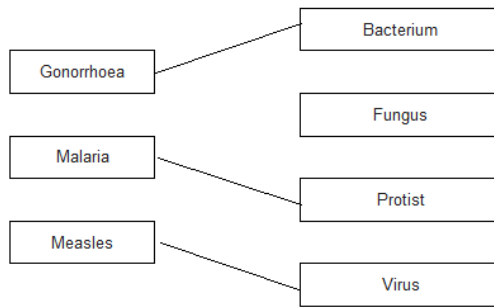 Gonorrhoea
Malaria
Measles
Bacterium
Fungus
Protist
Virus